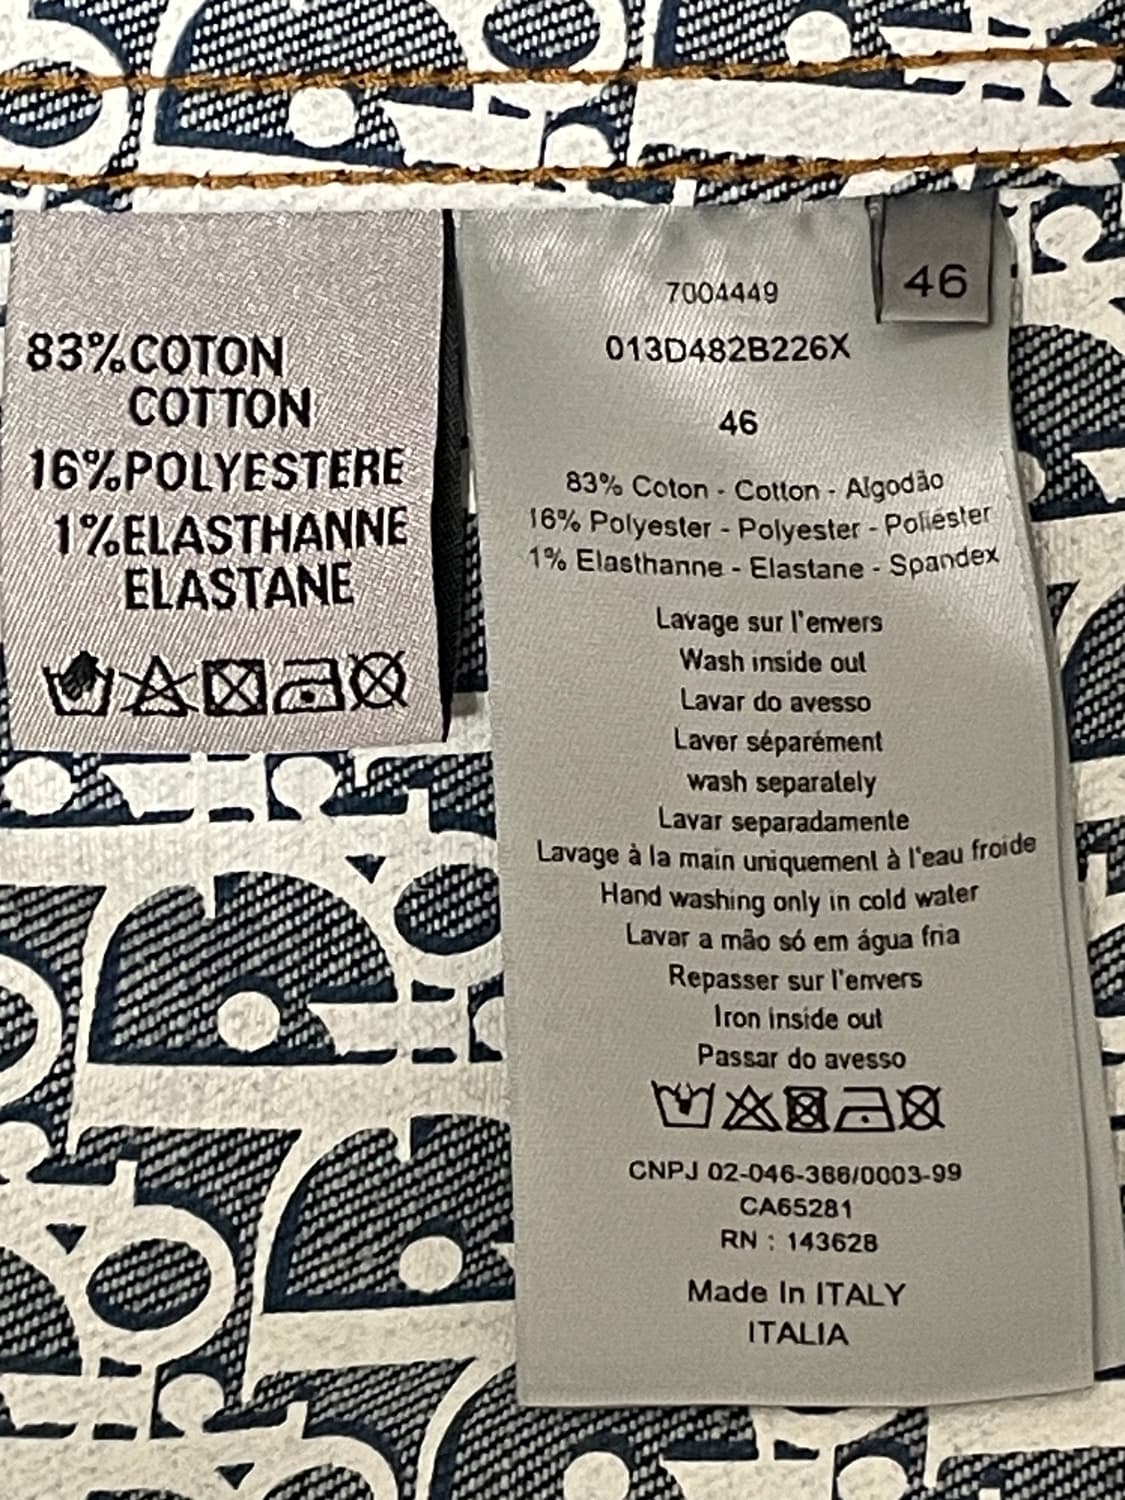 83% COTON
COTTON
16% POLYESTERE
1% ELASTHANNE
ELASTANE
46
7004449
013D482B226X
46
83% Coton - Cotton - Algodão
16% Polyester - Polyester - Poliéster
1% Elasthanne - Elastane - Spandex
Lavage sur l'envers
Wash inside out
Lavar do avesso
Laver séparément
wash separately
Lavar separadamente
Lavage à la main uniquement à l'eau froide
Hand washing only in cold water
Lavar a mão só em água fria
Repasser sur l'envers
Iron inside out
Passar do avesso
CNPJ 02-046-366/0003-99
CA65281
RN : 143628
Made In ITALY
ITALIA